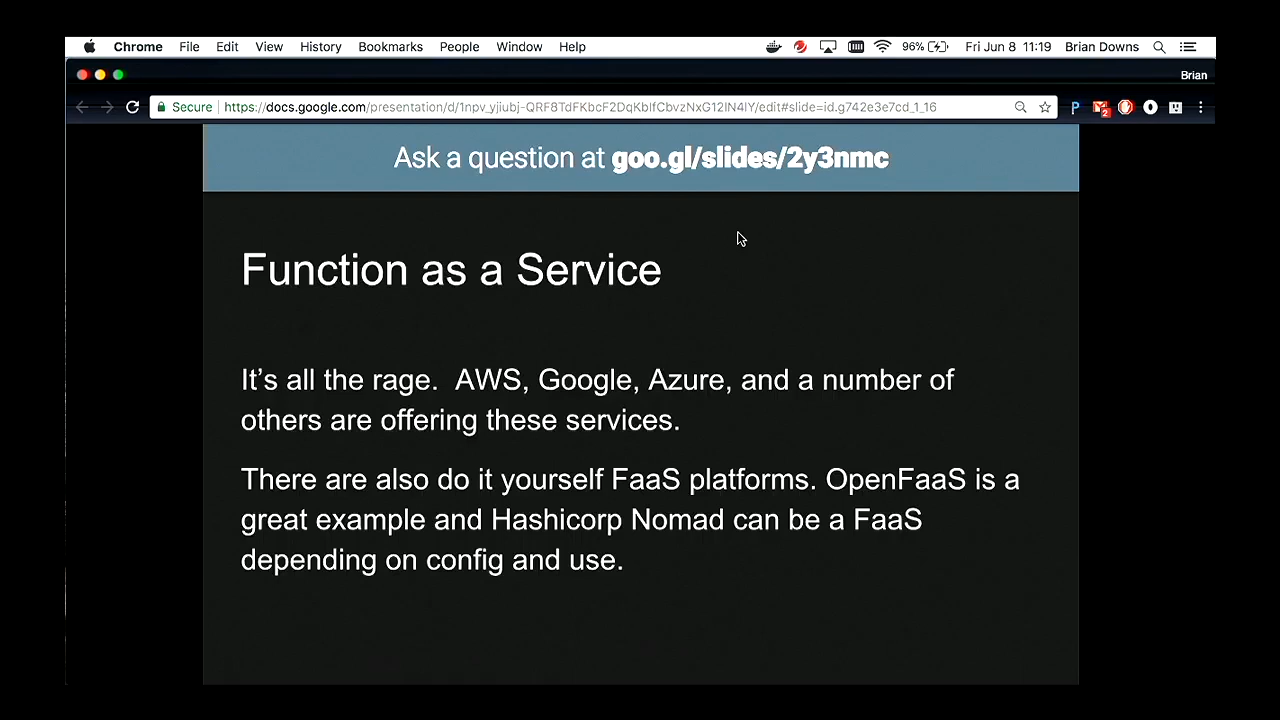 Chrome File Edit View History Bookmarks People Window Help 96% Fri Jun 8 11:19 Brian Downs
Brian
Secure https://docs.google.com/presentation/d/1npv_yjiubj-QRF8TdFKbcF2DqKbIfCbvzNxG12lN4lY/edit#slide=id.g742e3e7cd_1_16
Ask a question at goo.gl/slides/2y3nmc
Function as a Service
It's all the rage.  AWS, Google, Azure, and a number of
others are offering these services.
There are also do it yourself FaaS platforms. OpenFaaS is a
great example and Hashicorp Nomad can be a FaaS
depending on config and use.